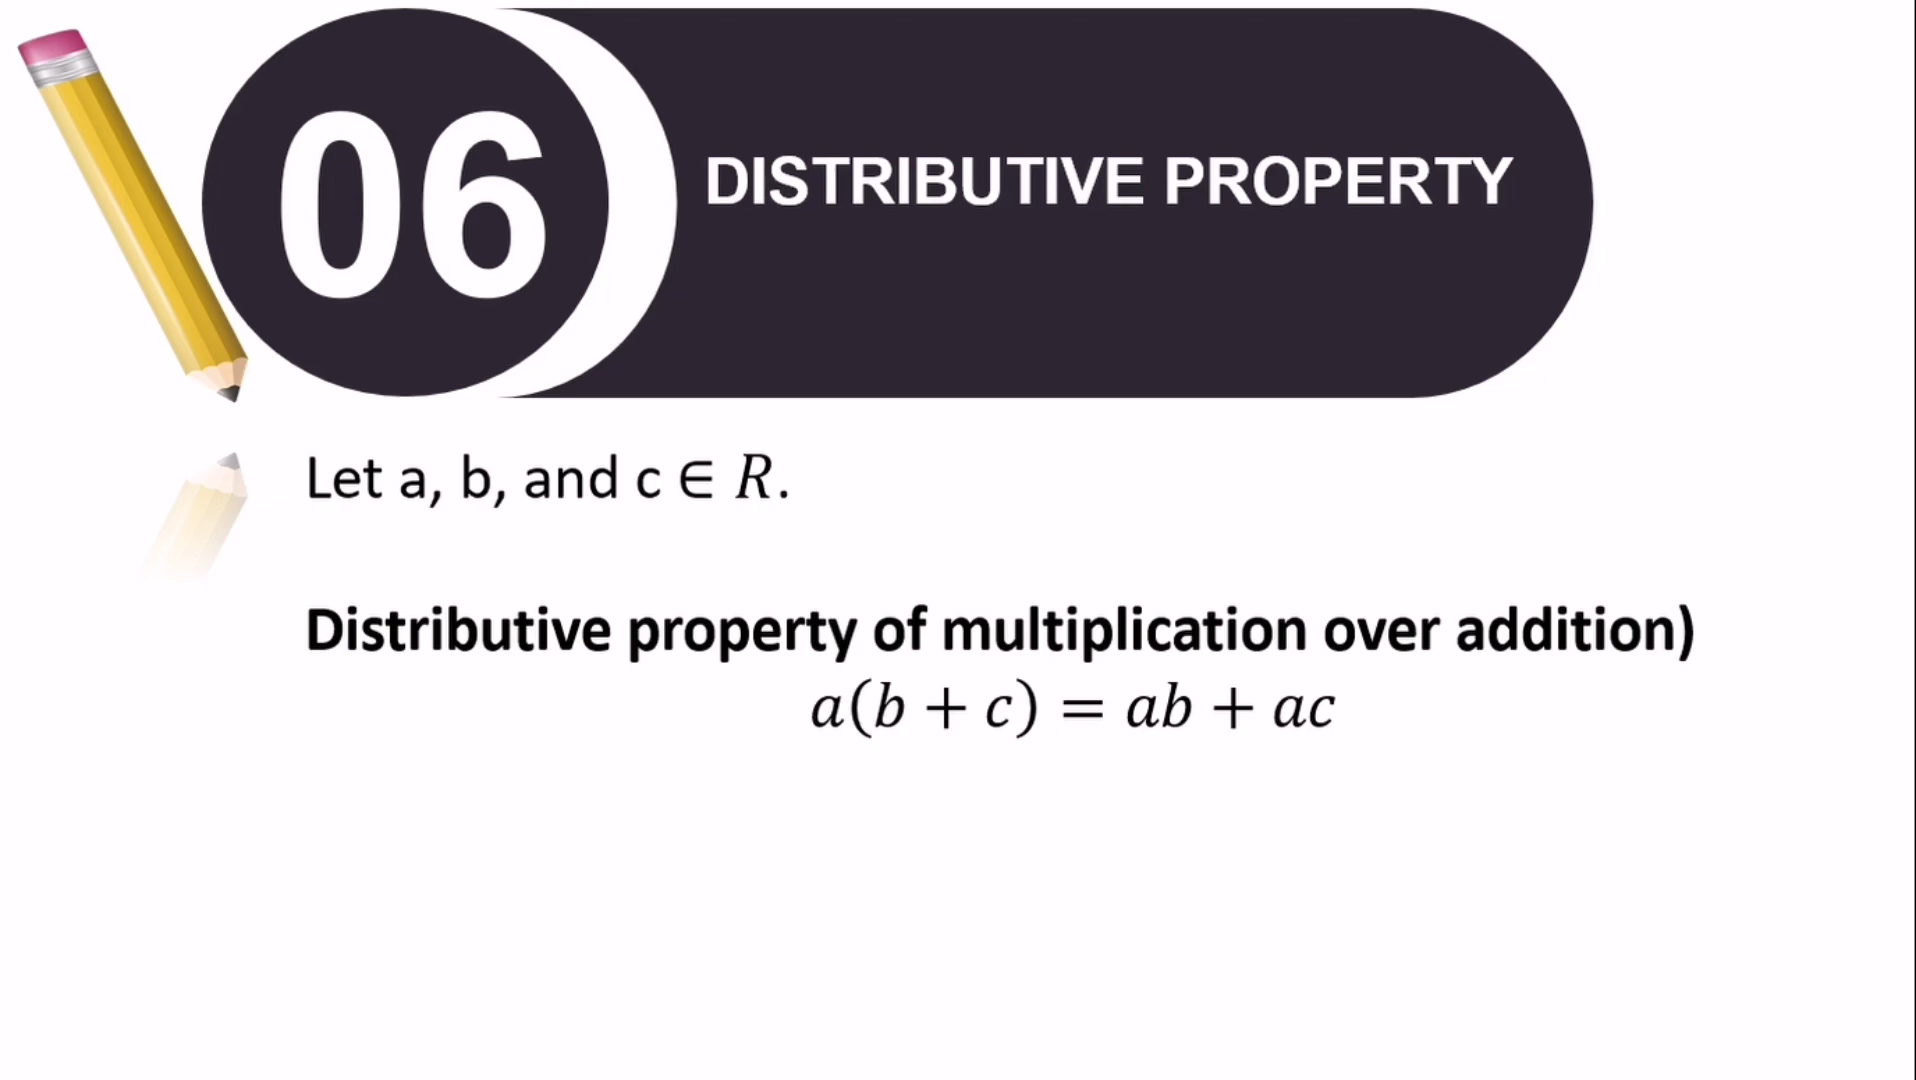 06
DISTRIBUTIVE PROPERTY
Let a, b, and c ∈ R.
Distributive property of multiplication over addition)
a(b + c) = ab + ac